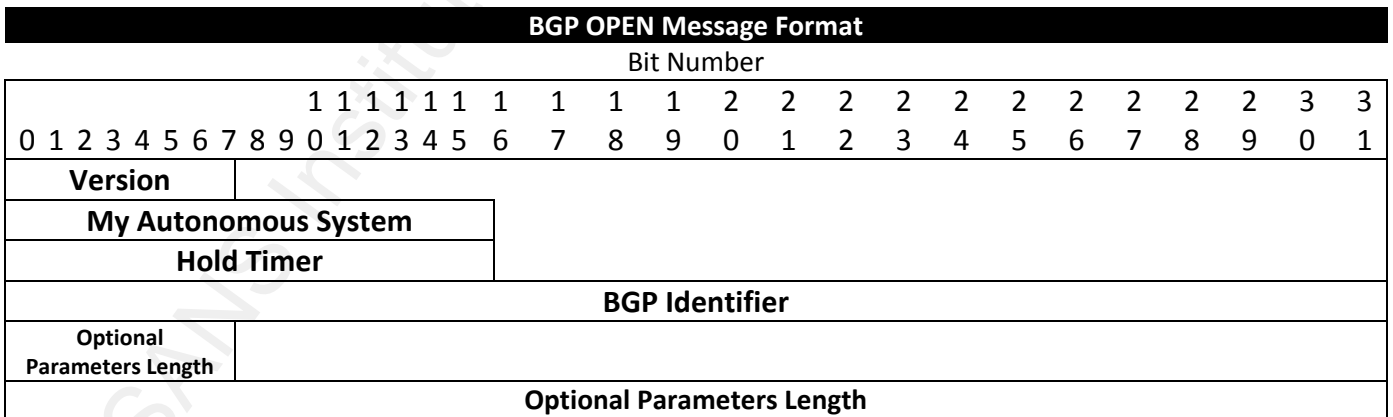 BGP OPEN Message Format
Bit Number
1 1 1 1 1 1 1 1 1 1 2 2 2 2 2 2 2 2 2 2 3 3
0 1 2 3 4 5 6 7 8 9 0 1 2 3 4 5 6 7 8 9 0 1 2 3 4 5 6 7 8 9 0 1
Version
My Autonomous System
Hold Timer
BGP Identifier
Optional
Parameters Length
Optional Parameters Length
SANS Institu